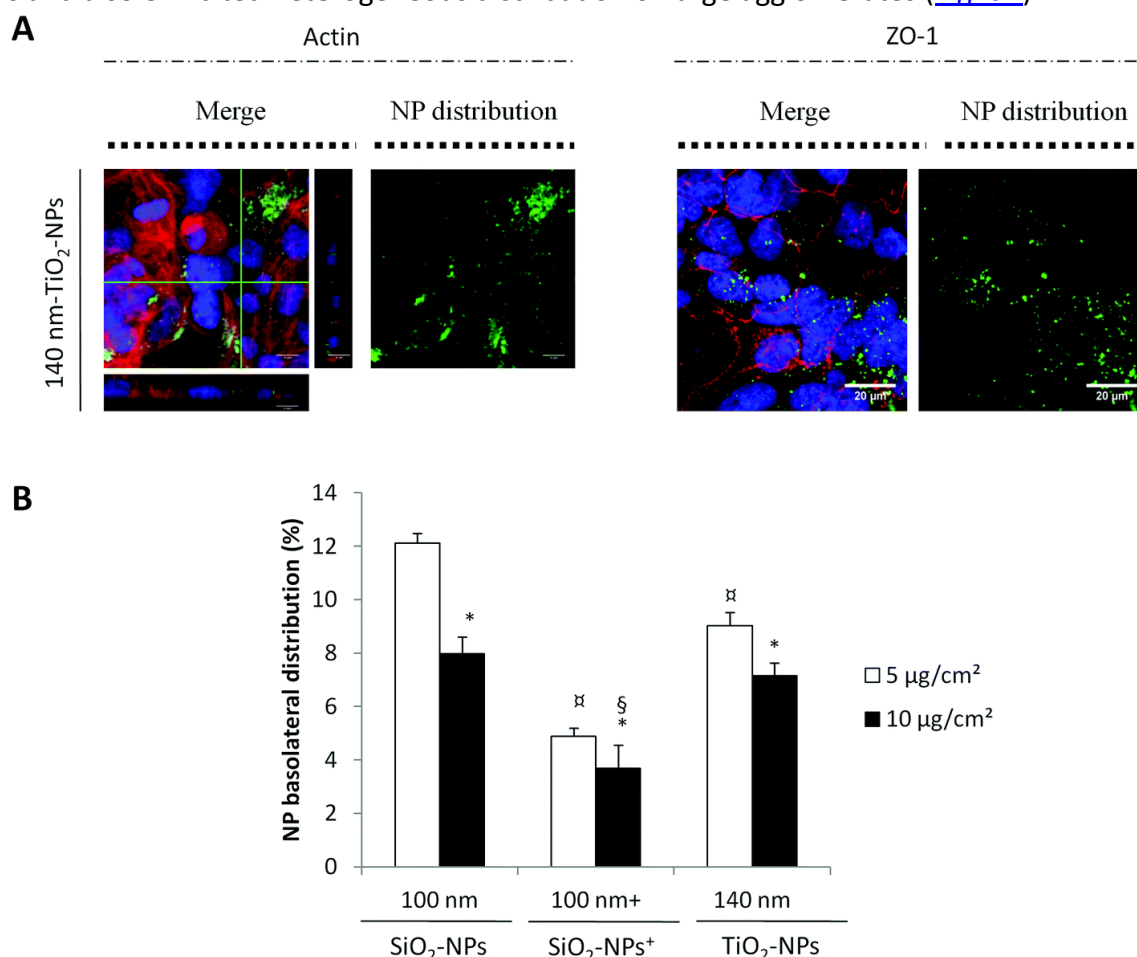 A
Actin
ZO-1
Merge
NP distribution
Merge
NP distribution
140 nm-TiO₂-NPs
20 µm
20 µm
B
NP basolateral distribution (%)
14
12
10
8
6
4
2
0
*
¤
§
*
¤
*
5 µg/cm²
10 µg/cm²
100 nm
100 nm+
140 nm
SiO₂-NPs
SiO₂-NPs⁺
TiO₂-NPs